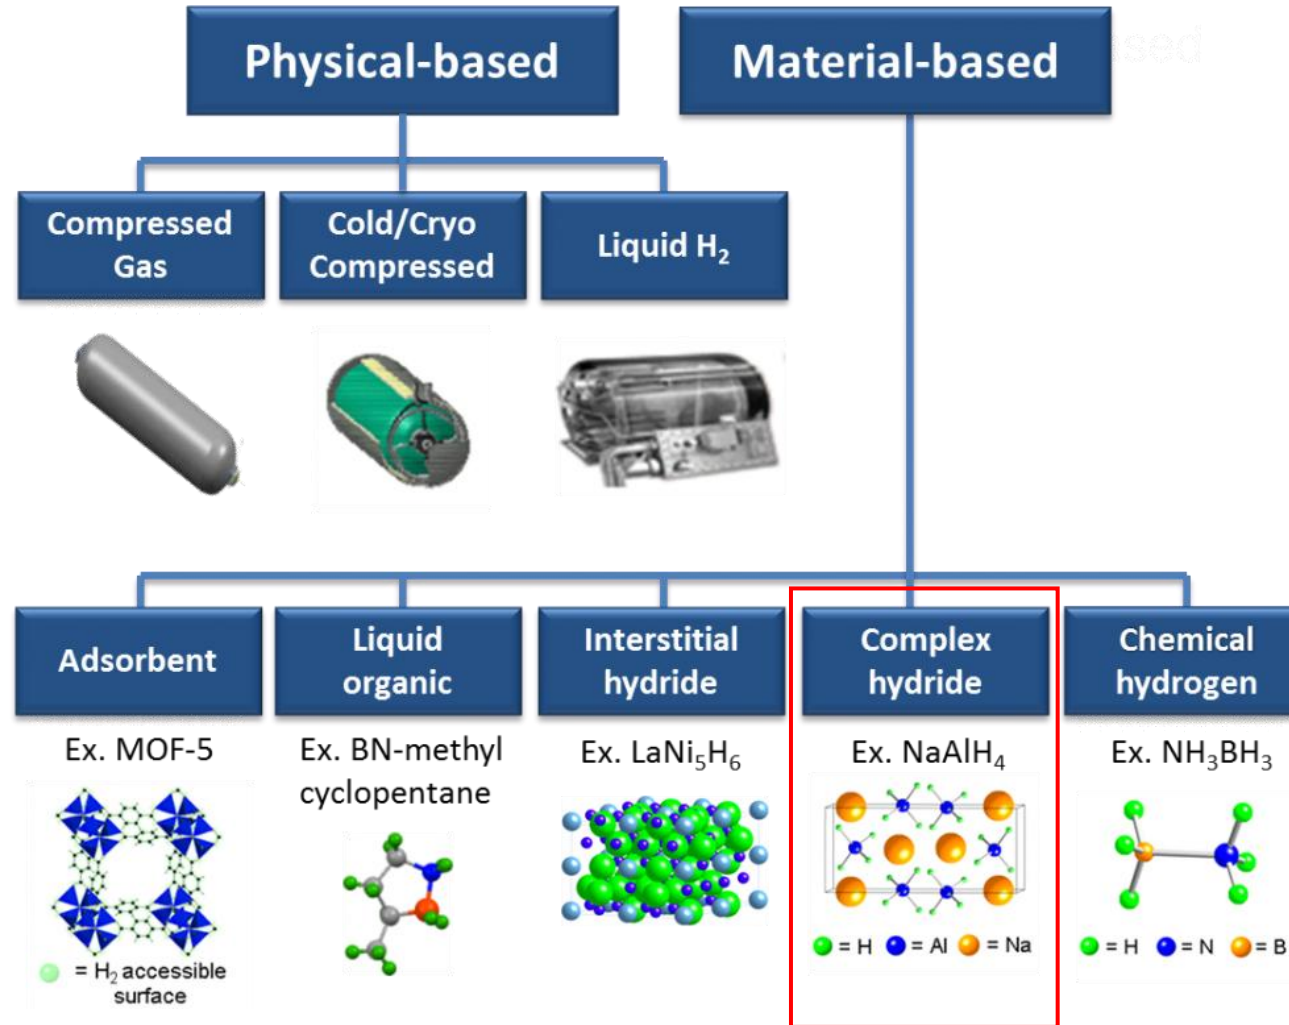 Physical-based
Material-based
sed
Compressed
Gas
Cold/Cryo
Compressed
Liquid H₂
Adsorbent
Liquid
organic
Interstitial
hydride
Complex
hydride
Chemical
hydrogen
Ex. MOF-5
Ex. BN-methyl
cyclopentane
Ex. LaNi₅H₆
Ex. NaAlH₄
Ex. NH₃BH₃
= H₂ accessible
surface
= H = Al = Na
= H = N = B